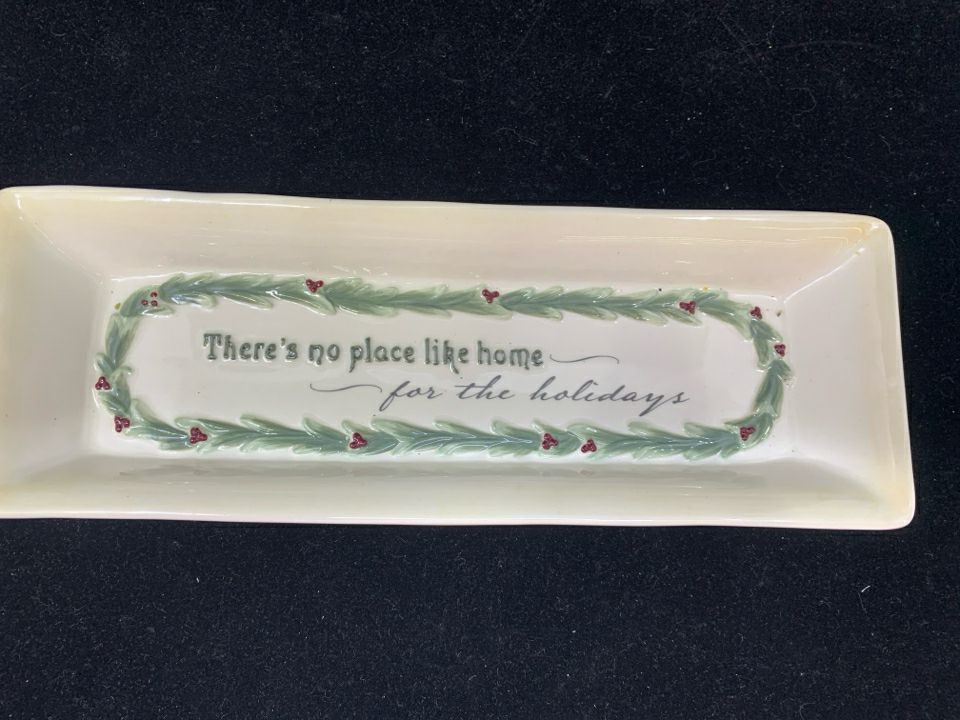 There's no place like home
for the holidays